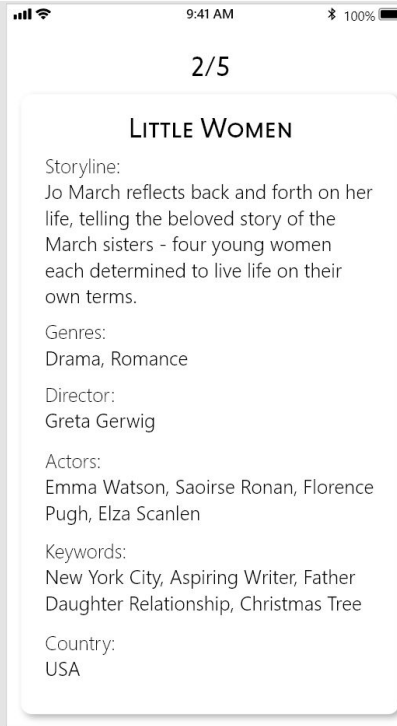 9:41 AM
100%
2/5
LITTLE WOMEN
Storyline:
Jo March reflects back and forth on her
life, telling the beloved story of the
March sisters - four young women
each determined to live life on their
own terms.
Genres:
Drama, Romance
Director:
Greta Gerwig
Actors:
Emma Watson, Saoirse Ronan, Florence
Pugh, Elza Scanlen
Keywords:
New York City, Aspiring Writer, Father
Daughter Relationship, Christmas Tree
Country:
USA